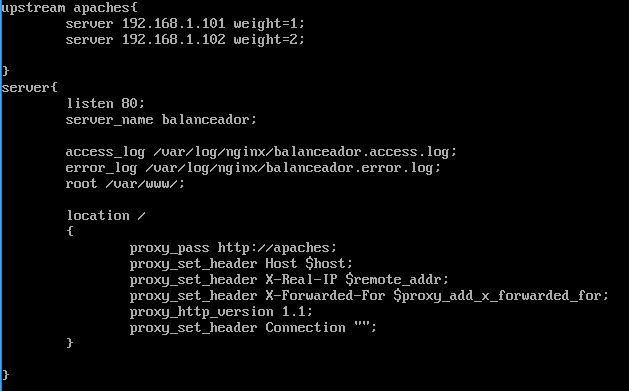 upstream apaches{
        server 192.168.1.101 weight=1;
        server 192.168.1.102 weight=2;
}
server{
        listen 80;
        server_name balanceador;
        access_log /var/log/nginx/balanceador.access.log;
        error_log /var/log/nginx/balanceador.error.log;
        root /var/www/;
        location /
        {
                proxy_pass http://apaches;
                proxy_set_header Host $host;
                proxy_set_header X-Real-IP $remote_addr;
                proxy_set_header X-Forwarded-For $proxy_add_x_forwarded_for;
                proxy_http_version 1.1;
                proxy_set_header Connection "";
        }
}